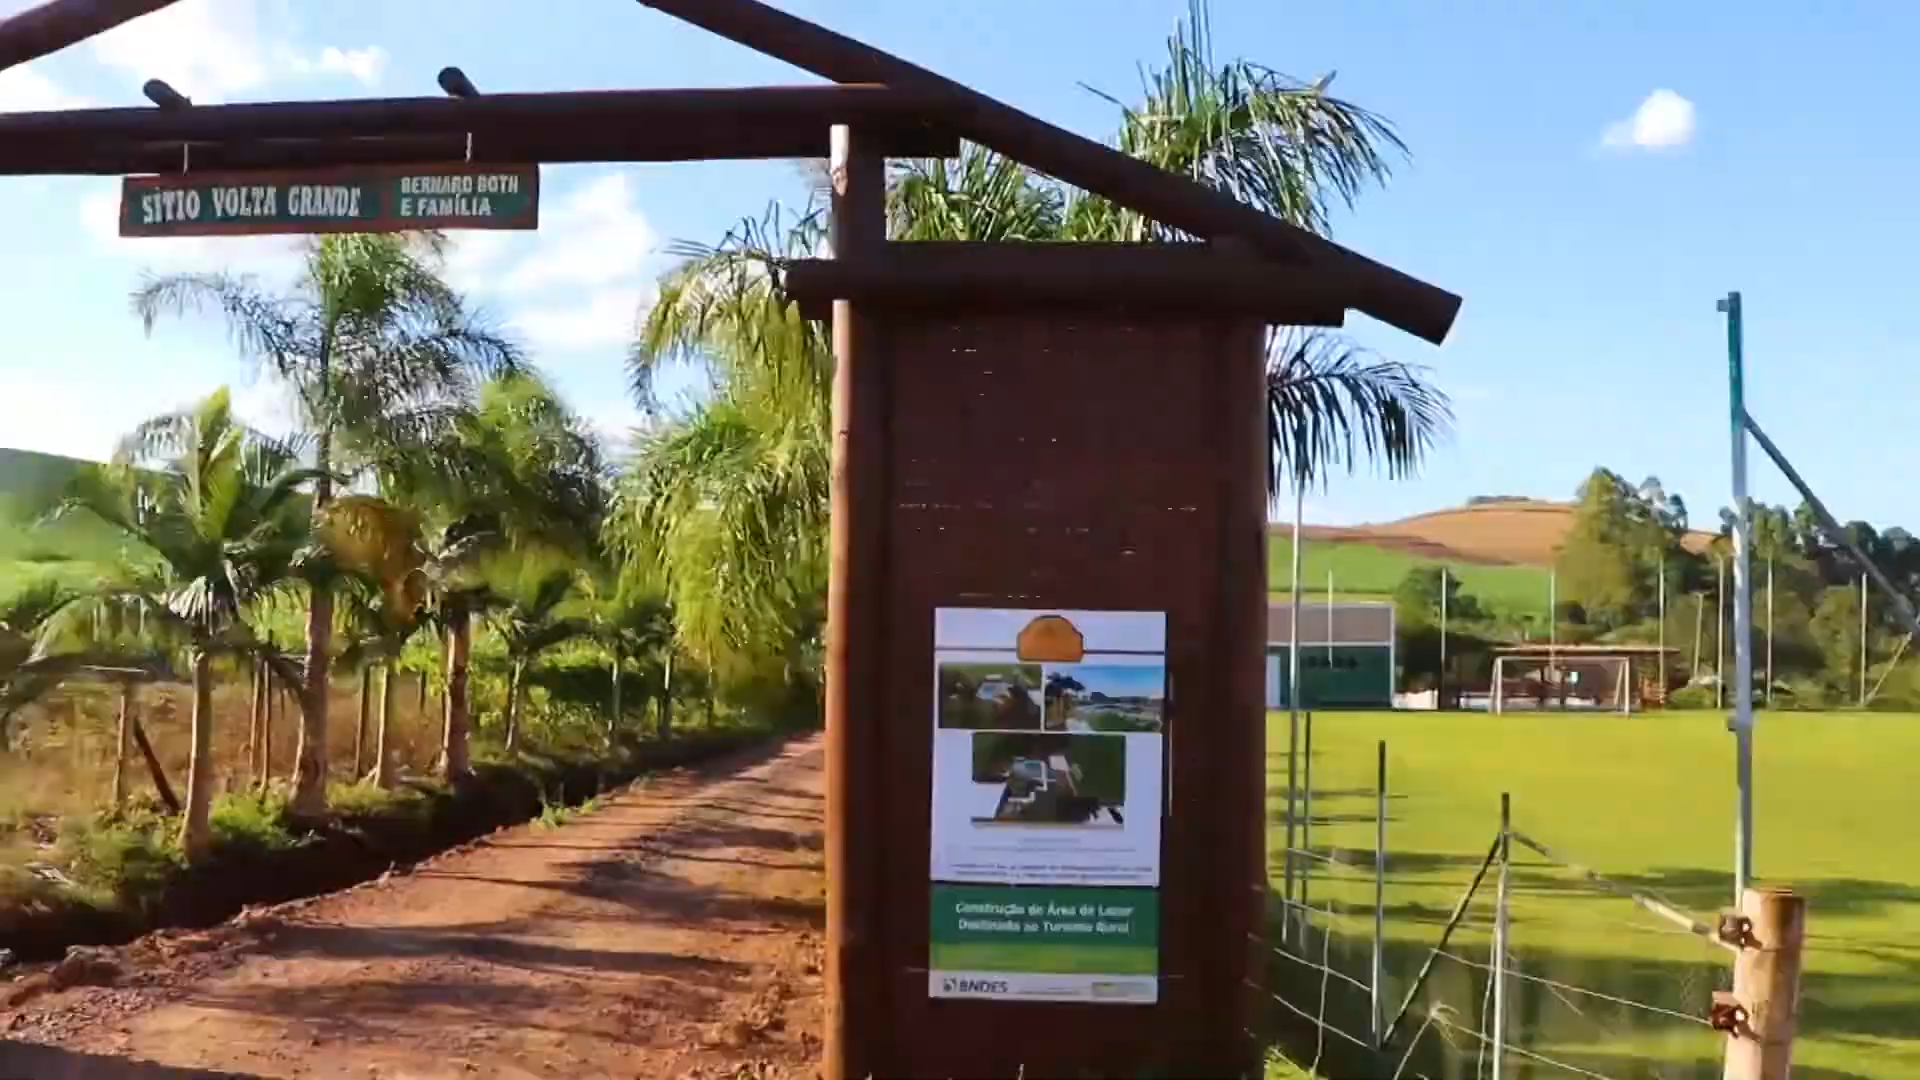 SÍTIO VOLTA GRANDE
BERNARD BOTH
E FAMÍLIA
Construção de Área de Lazer
Destinada ao Turismo Rural
BNDES